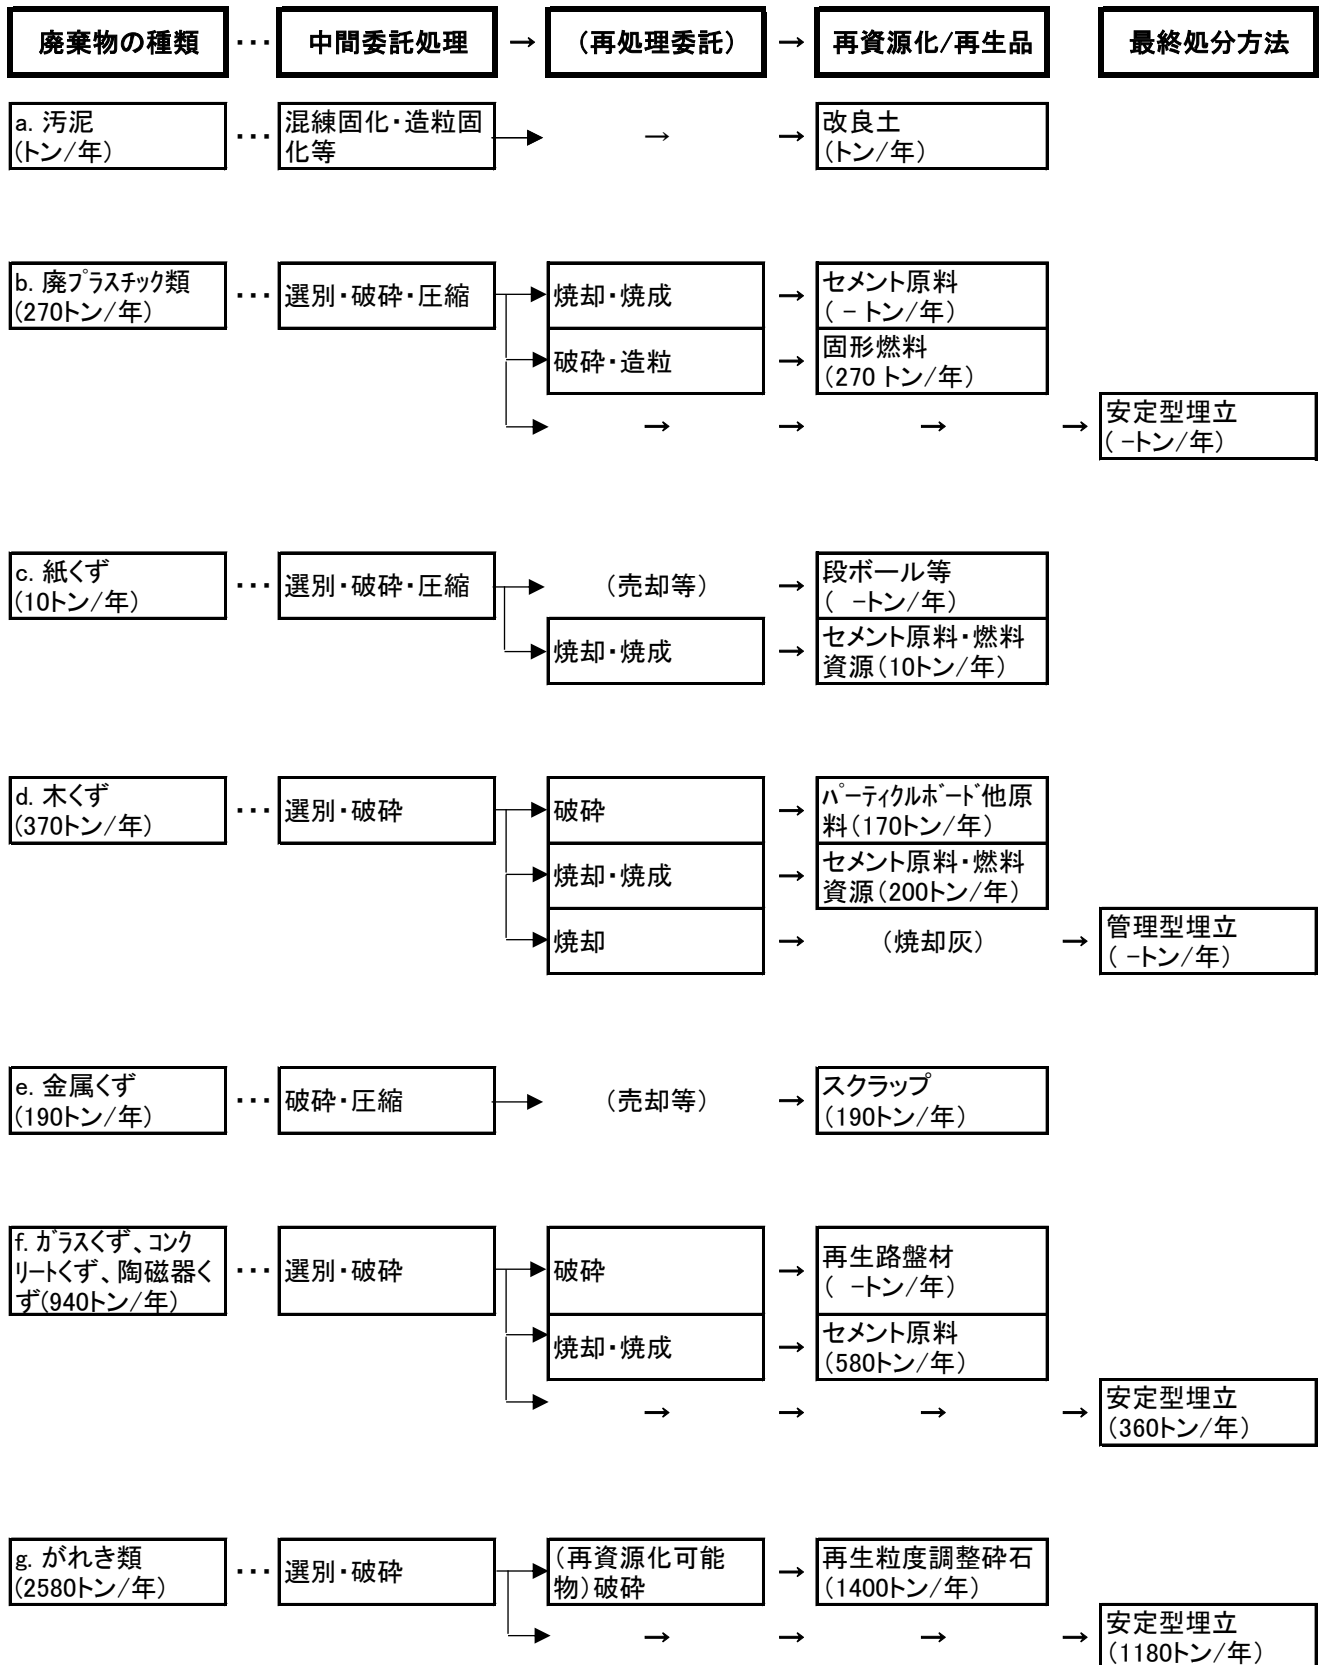 廃棄物の種類 ・・・ 中間委託処理 → (再処理委託) → 再資源化/再生品 最終処分方法
a. 汚泥
(トン/年)
・・・
混練固化・造粒固
化等
→
→
改良土
(トン/年)
b. 廃プラスチック類
(270トン/年)
・・・
選別・破砕・圧縮
焼却・焼成
→
セメント原料
( - トン/年)
破砕・造粒
→
固形燃料
(270 トン/年)
→ → → →
安定型埋立
( -トン/年)
c. 紙くず
(10トン/年)
・・・
選別・破砕・圧縮
(売却等)
→
段ボール等
( -トン/年)
焼却・焼成
→
セメント原料・燃料
資源(10トン/年)
d. 木くず
(370トン/年)
・・・
選別・破砕
破砕
→
パーティクルボード他原
料(170トン/年)
焼却・焼成
→
セメント原料・燃料
資源(200トン/年)
焼却
→
(焼却灰)
→
管理型埋立
( -トン/年)
e. 金属くず
(190トン/年)
・・・
破砕・圧縮
(売却等)
→
スクラップ
(190トン/年)
f. ガラスくず、コンク
リートくず、陶磁器く
ず(940トン/年)
・・・
選別・破砕
破砕
→
再生路盤材
( -トン/年)
焼却・焼成
→
セメント原料
(580トン/年)
→ → → →
安定型埋立
(360トン/年)
g. がれき類
(2580トン/年)
・・・
選別・破砕
(再資源化可能
物)破砕
→
再生粒度調整砕石
(1400トン/年)
→ → → →
安定型埋立
(1180トン/年)